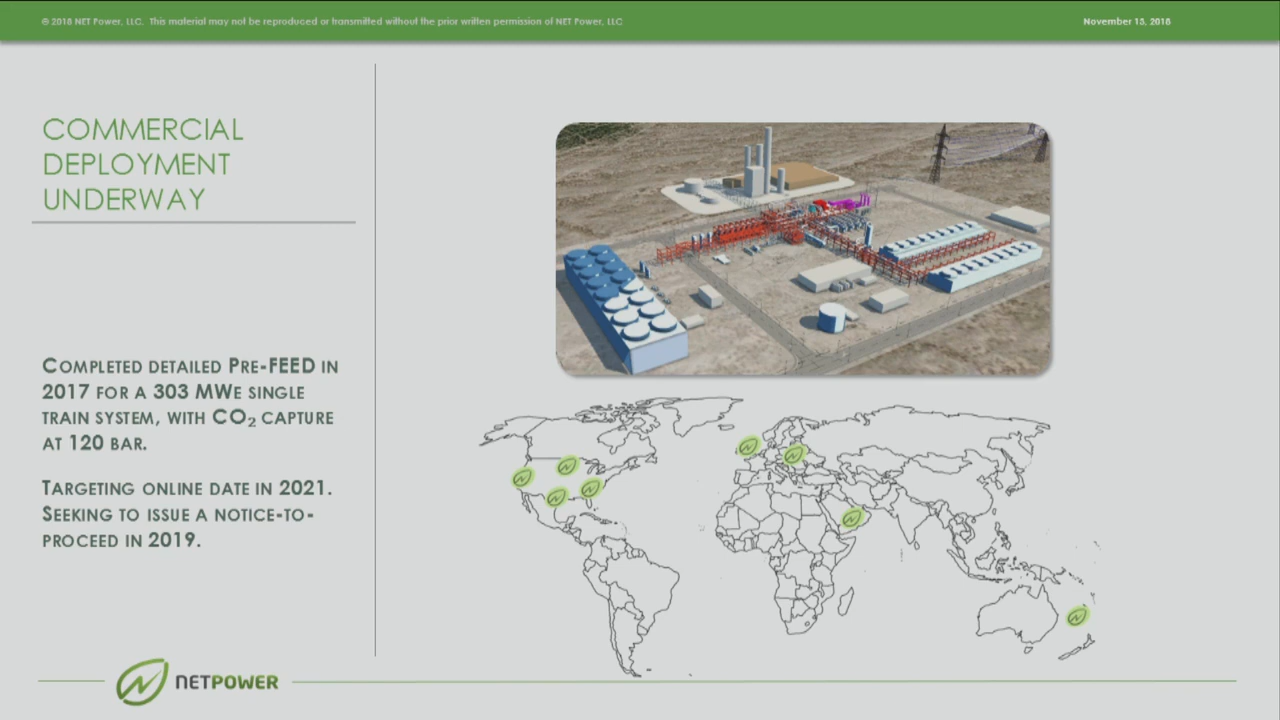 © 2018 NET Power, LLC. This material may not be reproduced or transmitted without the prior written permission of NET Power, LLC
November 13, 2018
COMMERCIAL
DEPLOYMENT
UNDERWAY
COMPLETED DETAILED PRE-FEED IN
2017 FOR A 303 MWE SINGLE
TRAIN SYSTEM, WITH CO₂ CAPTURE
AT 120 BAR.
TARGETING ONLINE DATE IN 2021.
SEEKING TO ISSUE A NOTICE-TO-
PROCEED IN 2019.
NETPOWER